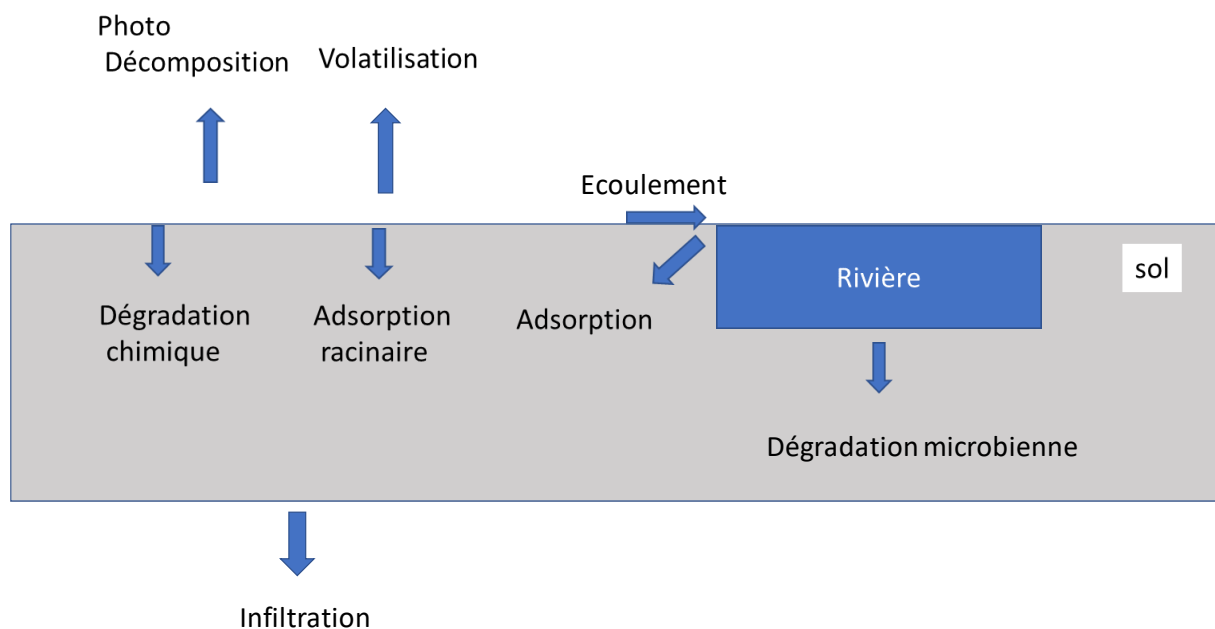 Photo
Décomposition
Volatilisation
Ecoulement
Rivière
sol
Dégradation
chimique
Adsorption
racinaire
Adsorption
Dégradation microbienne
Infiltration